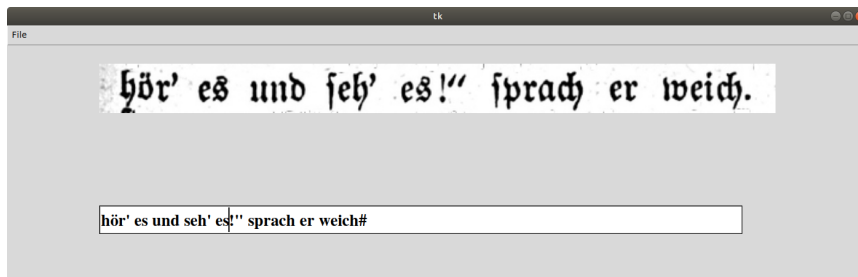 tk
File
hör' es und ſeh' es!“ ſprach er weich.
hör' es und seh' es!" sprach er weich#